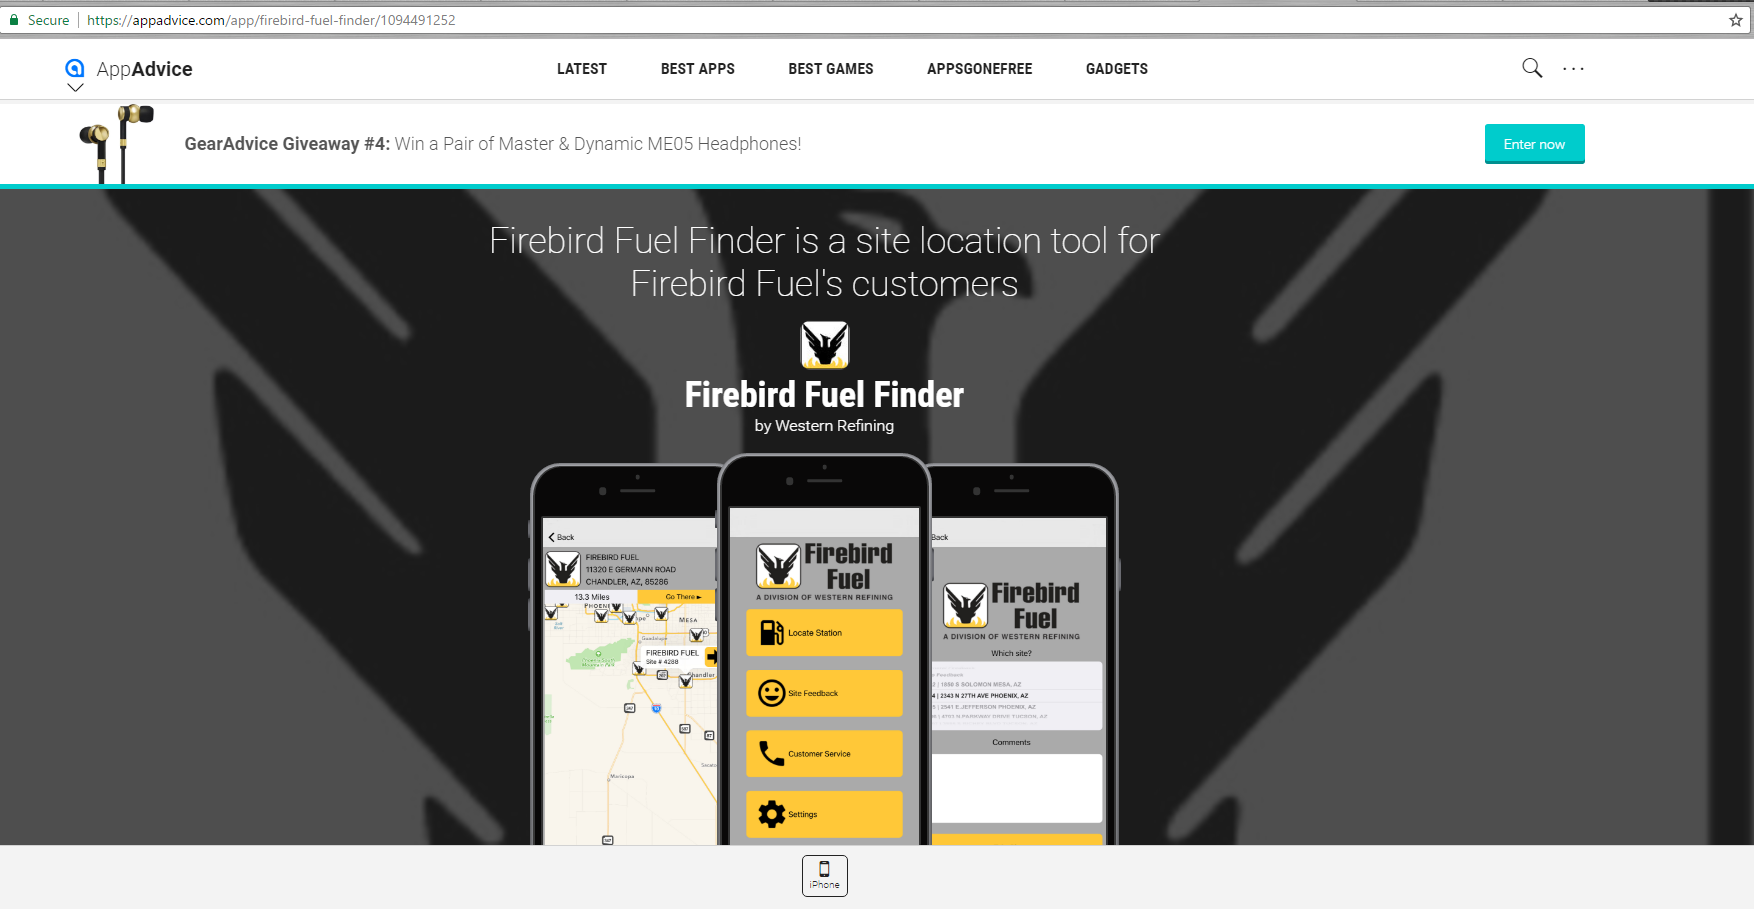 Secure
https://appadvice.com/app/firebird-fuel-finder/1094491252
AppAdvice
LATEST
BEST APPS
BEST GAMES
APPSGONEFREE
GADGETS
GearAdvice Giveaway #4: Win a Pair of Master & Dynamic ME05 Headphones!
Enter now
Firebird Fuel Finder is a site location tool for
Firebird Fuel's customers
Firebird Fuel Finder
by Western Refining
Back
FIREBIRD FUEL
11320 E GERMANN ROAD
CHANDLER, AZ, 85286
13.3 Miles
Go There
MESA
Guadalupe
FIREBIRD FUEL
Site # 4288
Maricopa
Firebird
Fuel
A DIVISION OF WESTERN REFINING
Locate Station
Site Feedback
Customer Service
Settings
Back
Firebird
Fuel
A DIVISION OF WESTERN REFINING
Which site?
Feedback
2 | 1898 S SOLOMON MESA, AZ
4 | 2343 N 27TH AVE PHOENIX, AZ
5 | 2541 E JEFFERSON PHOENIX, AZ
Comments
iPhone